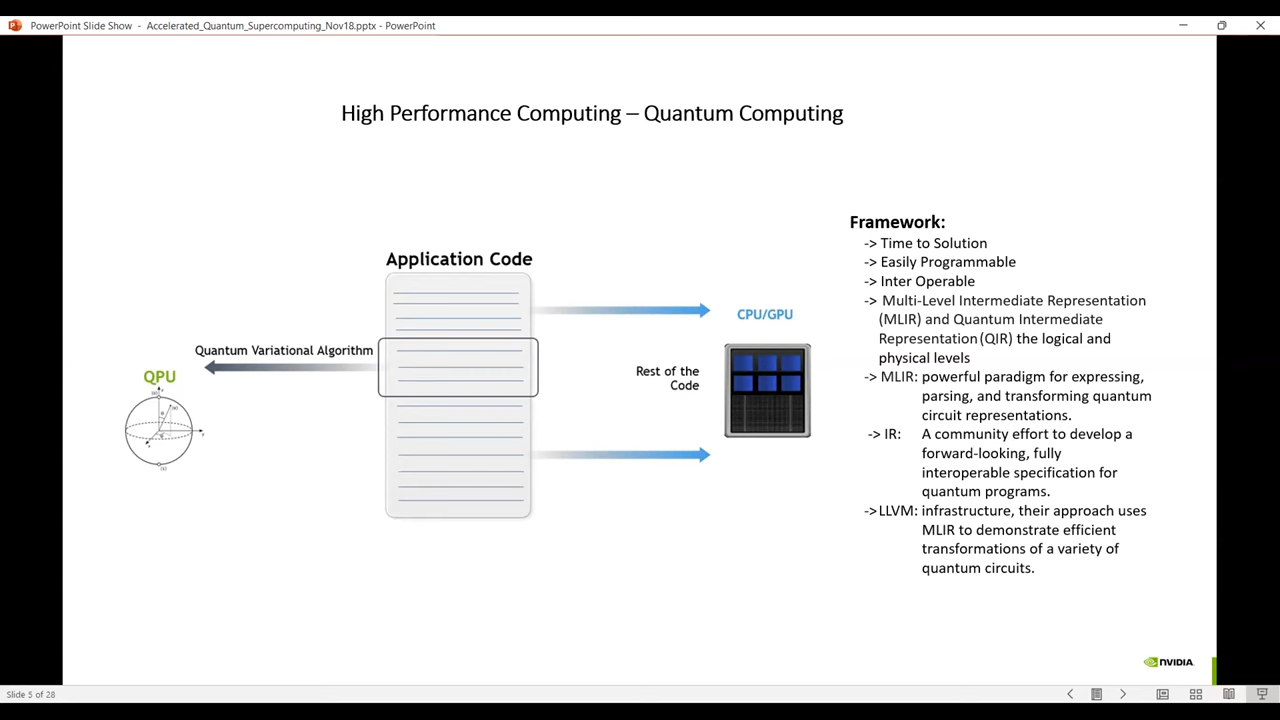 PowerPoint Slide Show - Accelerated_Quantum_Supercomputing_Nov18.pptx - PowerPoint
High Performance Computing – Quantum Computing
Application Code
Quantum Variational Algorithm
QPU
CPU/GPU
Rest of the
Code
Framework:
-> Time to Solution
-> Easily Programmable
-> Inter Operable
-> Multi-Level Intermediate Representation
(MLIR) and Quantum Intermediate
Representation (QIR) the logical and
physical levels
-> MLIR: powerful paradigm for expressing,
parsing, and transforming quantum
circuit representations.
-> IR: A community effort to develop a
forward-looking, fully
interoperable specification for
quantum programs.
->LLVM: infrastructure, their approach uses
MLIR to demonstrate efficient
transformations of a variety of
quantum circuits.
NVIDIA
Slide 5 of 28